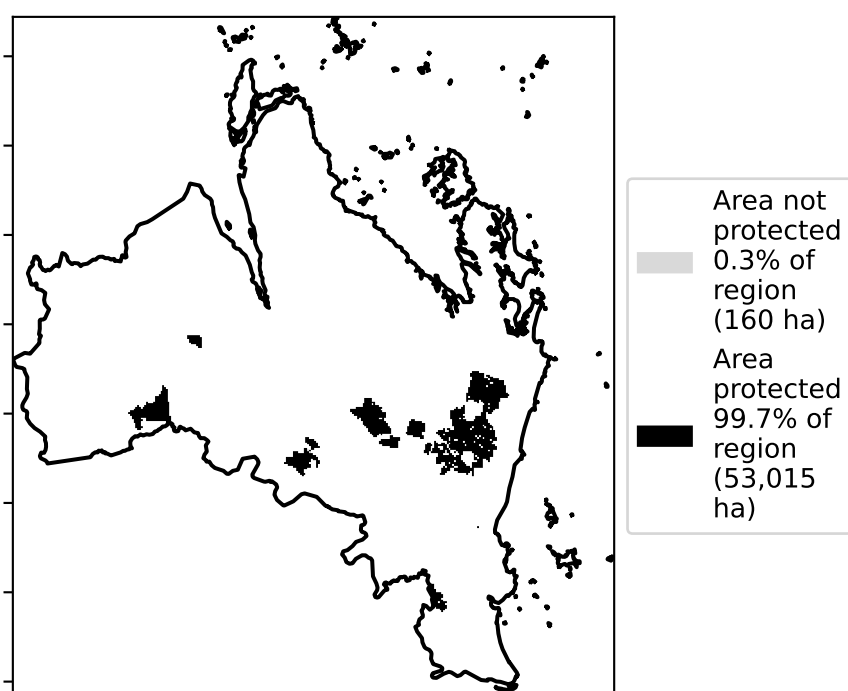 Area not
protected
0.3% of
region
(160 ha)
Area
protected
99.7% of
region
(53,015
ha)